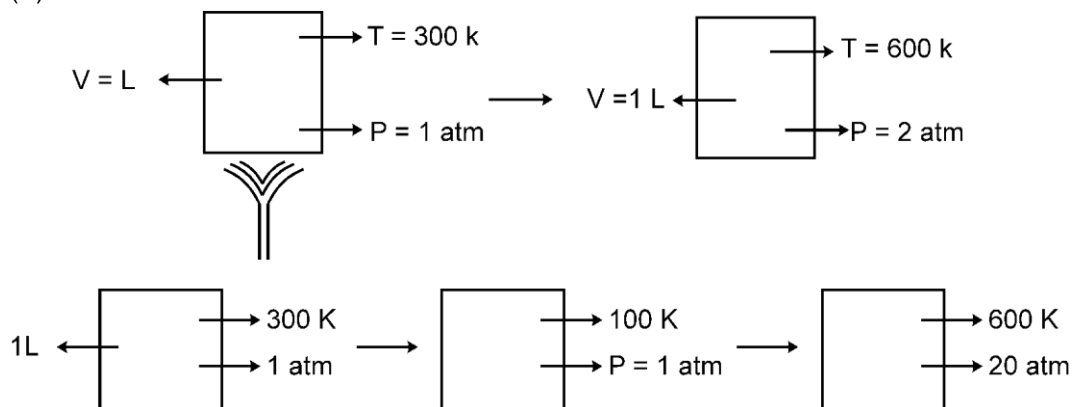 T = 300 k
V = L
P = 1 atm
T = 600 k
V =1 L
P = 2 atm
300 K
1L
1 atm
100 K
P = 1 atm
600 K
20 atm